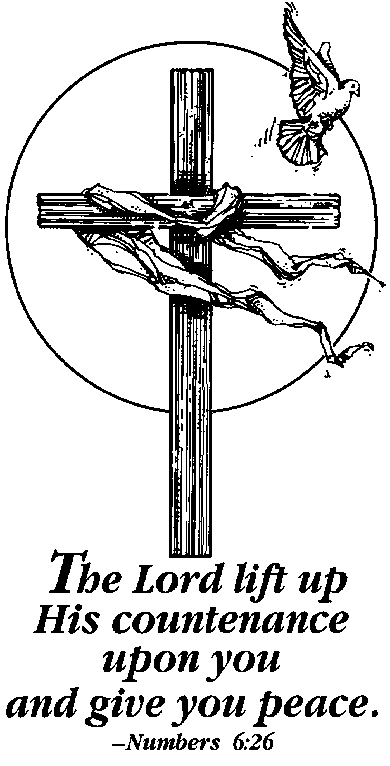 The Lord lift up
His countenance
upon you
and give you peace.
–Numbers 6:26